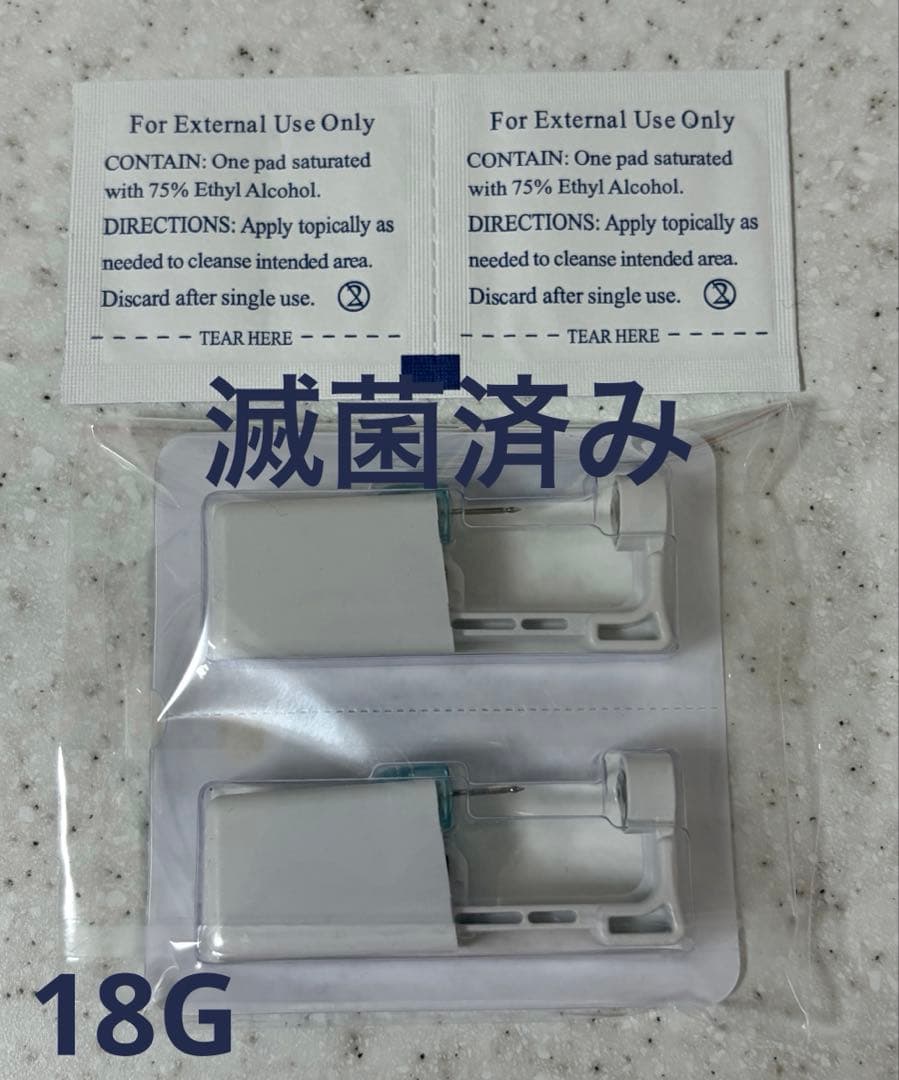 For External Use Only
CONTAIN: One pad saturated
with 75% Ethyl Alcohol.
DIRECTIONS: Apply topically as
needed to cleanse intended area.
Discard after single use.
TEAR HERE
For External Use Only
CONTAIN: One pad saturated
with 75% Ethyl Alcohol.
DIRECTIONS: Apply topically as
needed to cleanse intended area.
Discard after single use.
TEAR HERE
滅菌済み
18G